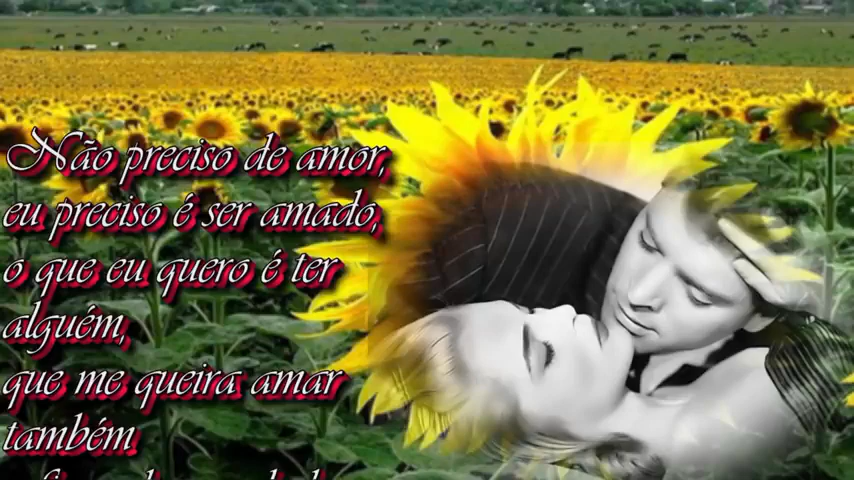 Não preciso de amor,
eu preciso é ser amado,
o que eu quero é ter
alguém,
que me queira amar
também